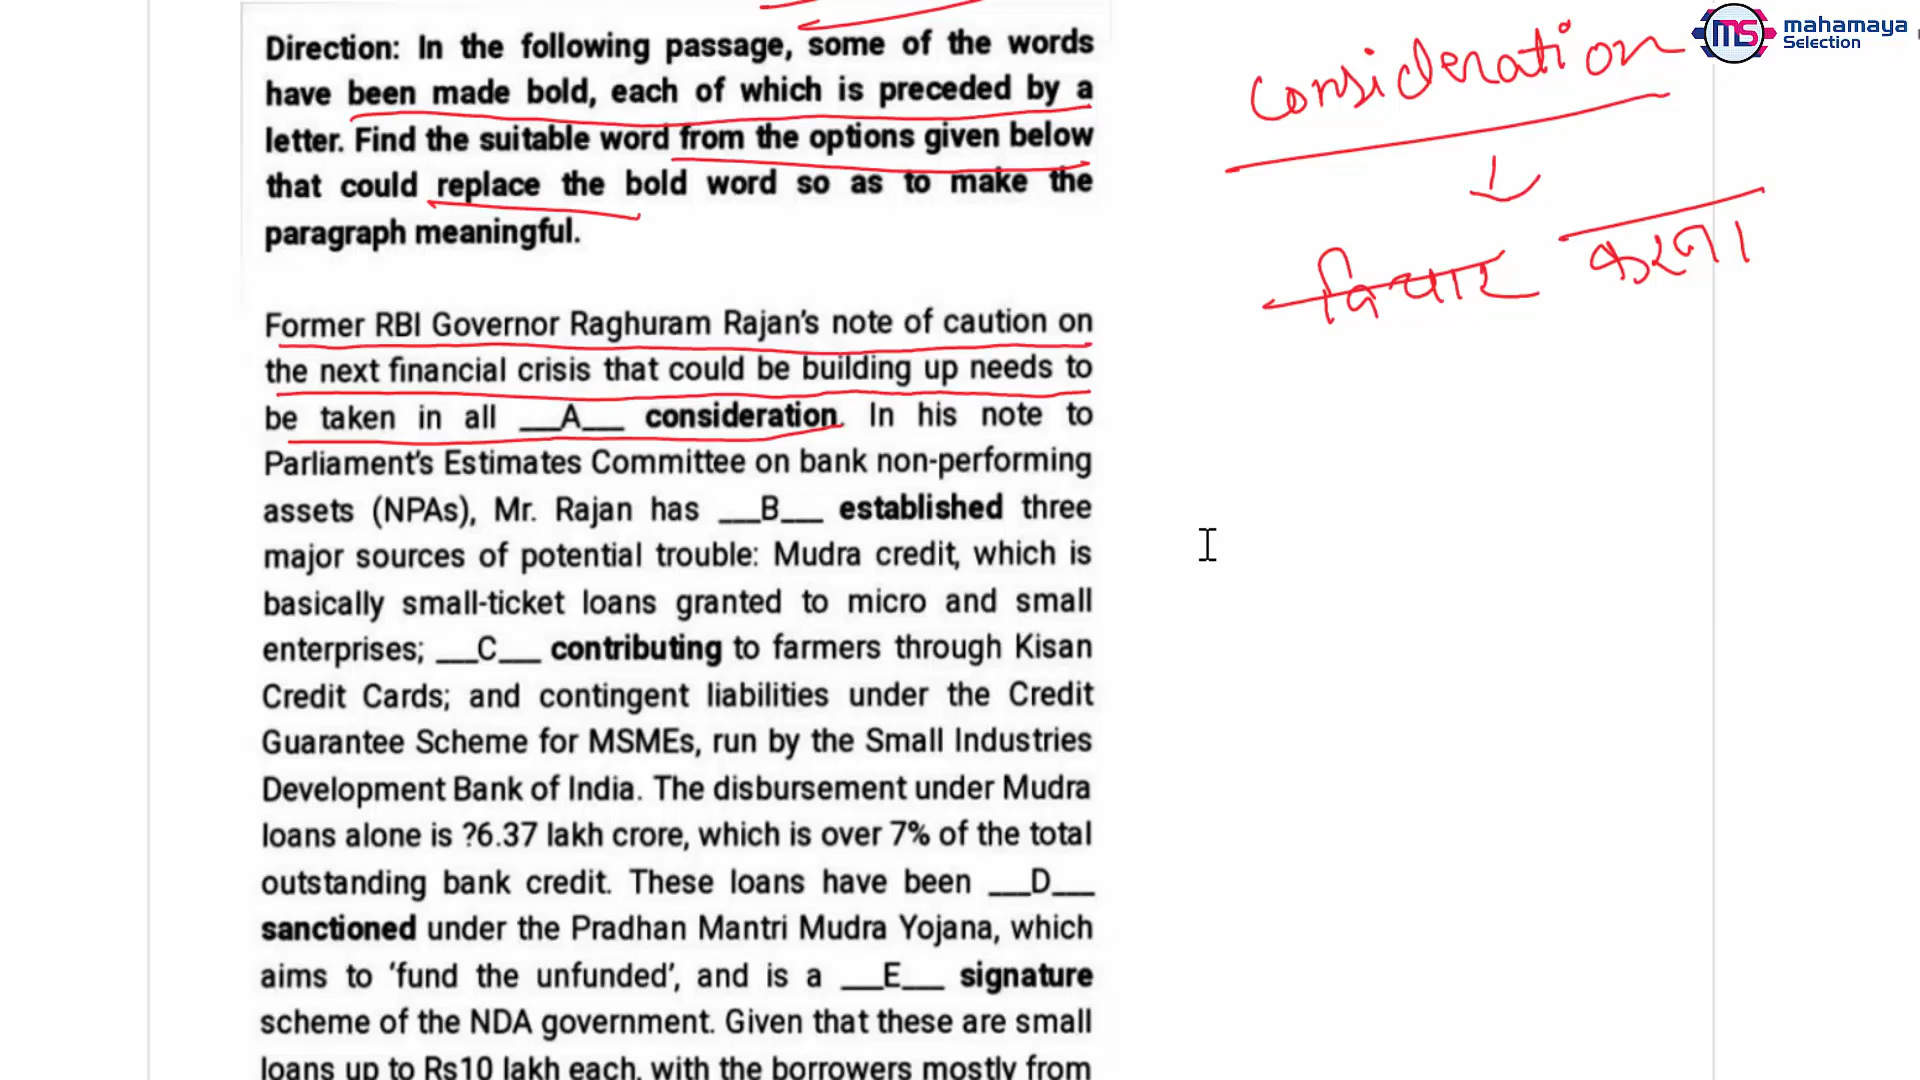 mahamaya
Selection
MS
Direction: In the following passage, some of the words
have been made bold, each of which is preceded by a
letter. Find the suitable word from the options given below
that could replace the bold word so as to make the
paragraph meaningful.
consideration
विचार करना
Former RBI Governor Raghuram Rajan's note of caution on
the next financial crisis that could be building up needs to
be taken in all ___A___ consideration. In his note to
Parliament's Estimates Committee on bank non-performing
assets (NPAs), Mr. Rajan has ___B___ established three
major sources of potential trouble: Mudra credit, which is
basically small-ticket loans granted to micro and small
enterprises; ___C___ contributing to farmers through Kisan
Credit Cards; and contingent liabilities under the Credit
Guarantee Scheme for MSMEs, run by the Small Industries
Development Bank of India. The disbursement under Mudra
loans alone is ?6.37 lakh crore, which is over 7% of the total
outstanding bank credit. These loans have been ___D___
sanctioned under the Pradhan Mantri Mudra Yojana, which
aims to ‘fund the unfunded’, and is a ___E___ signature
scheme of the NDA government. Given that these are small
loans up to Rs10 lakh each, with the borrowers mostly from